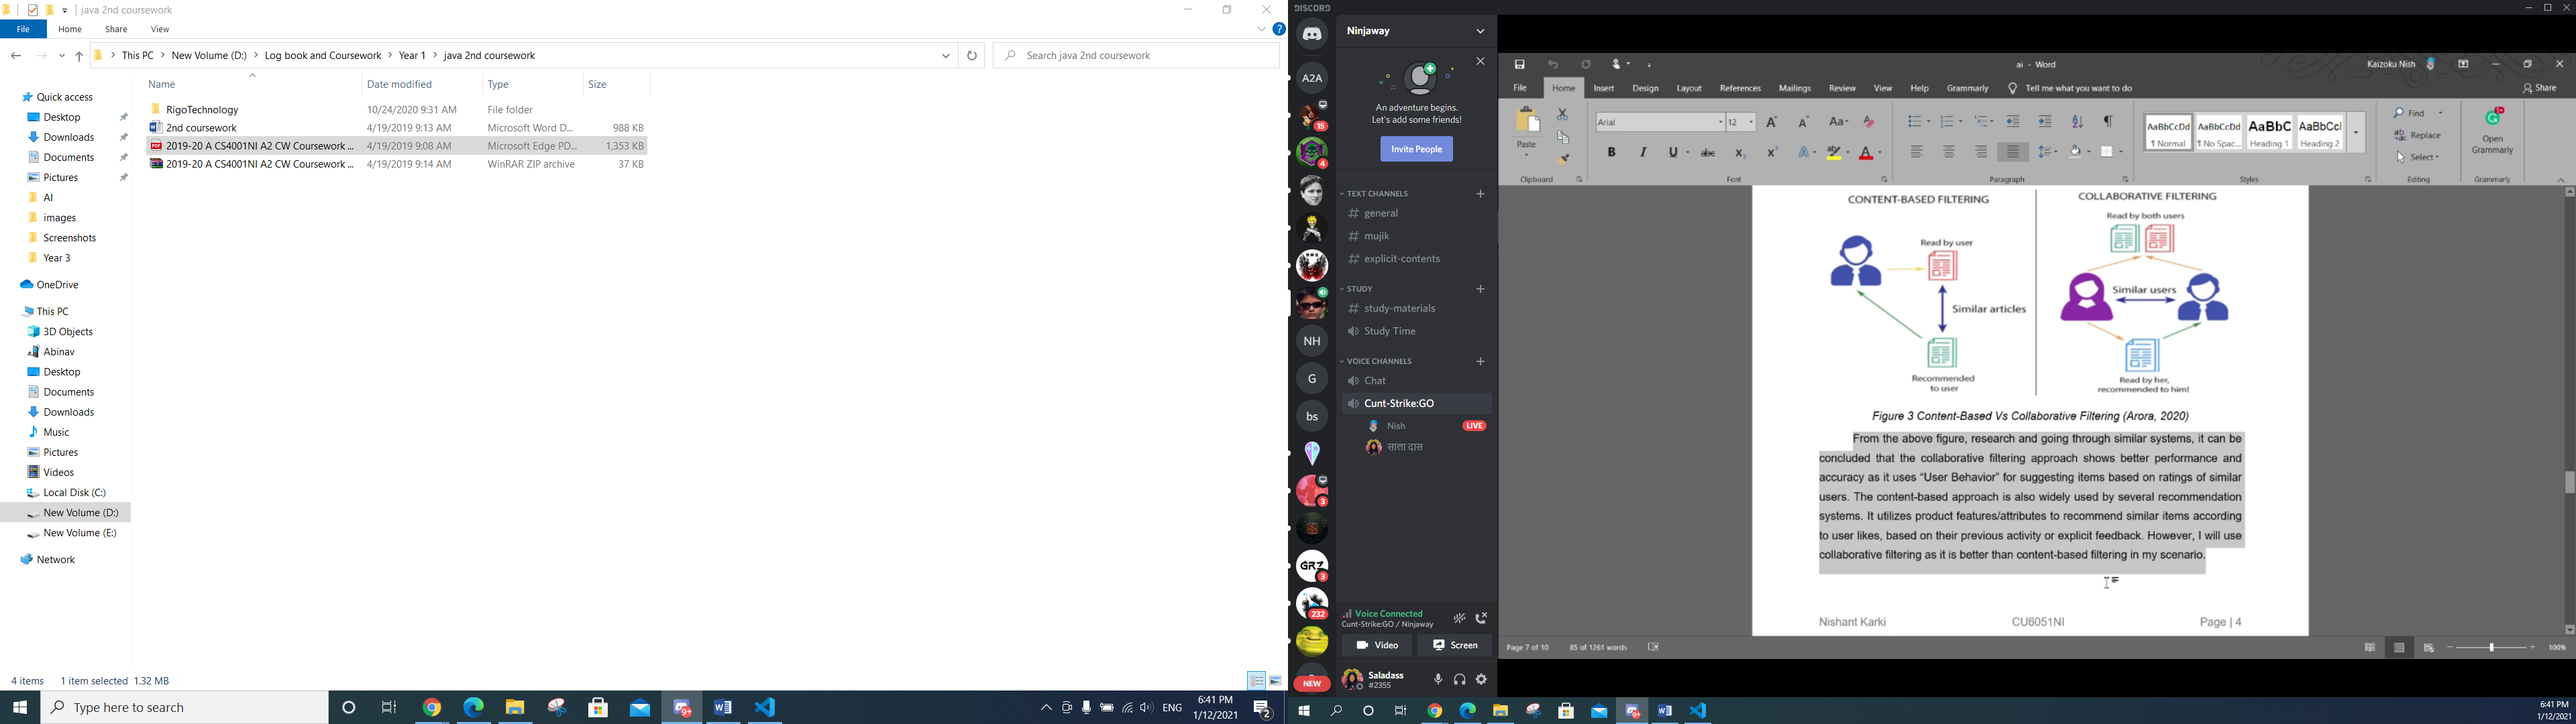 java 2nd coursework
File Home Share View
This PC New Volume (D:) Log book and Coursework Year 1 java 2nd coursework
Search java 2nd coursework
Name Date modified Type Size
RigoTechnology 10/24/2020 9:31 AM File folder
2nd coursework 4/19/2019 9:13 AM Microsoft Word D... 988 KB
2019-20 A CS4001NI A2 CW Coursework ... 4/19/2019 9:08 AM Microsoft Edge PD... 1,353 KB
2019-20 A CS4001NI A2 CW Coursework ... 4/19/2019 9:14 AM WinRAR ZIP archive 37 KB
Quick access
Desktop
Downloads
Documents
Pictures
AI
images
Screenshots
Year 3
OneDrive
This PC
3D Objects
Abinav
Desktop
Documents
Downloads
Music
Pictures
Videos
Local Disk (C:)
New Volume (D:)
New Volume (E:)
Network
4 items 1 item selected 1.32 MB
Type here to search
9+
ENG
6:41 PM
1/12/2021
2
DISCORD
A2A
15
4
NH
G
bs
3
GRZ
3
232
NEW
Ninjaway
An adventure begins.
Let's add some friends!
Invite People
TEXT CHANNELS
general
mujik
explicit-contents
STUDY
study-materials
Study Time
VOICE CHANNELS
Chat
Cunt-Strike:GO
Nish LIVE
साला दास
Voice Connected
Cunt-Strike:GO / Ninjaway
Video Screen
Saladass
#2355
ai - Word
Kaizoku Nish
File Home Insert Design Layout References Mailings Review View Help Grammarly Tell me what you want to do Share
Paste
Clipboard
Arial 12
B I U abc X₂ X²
Font
Paragraph
AaBbCcDd AaBbCcDd AaBbC AaBbCcI
¶ Normal ¶ No Spac... Heading 1 Heading 2
Styles
Find
Replace
Select
Editing
Open
Grammarly
Grammarly
CONTENT-BASED FILTERING
Read by user
Similar articles
Recommended
to user
COLLABORATIVE FILTERING
Read by both users
Similar users
Read by her,
recommended to him!
Figure 3 Content-Based Vs Collaborative Filtering (Arora, 2020)
From the above figure, research and going through similar systems, it can be
concluded that the collaborative filtering approach shows better performance and
accuracy as it uses “User Behavior” for suggesting items based on ratings of similar
users. The content-based approach is also widely used by several recommendation
systems. It utilizes product features/attributes to recommend similar items according
to user likes, based on their previous activity or explicit feedback. However, I will use
collaborative filtering as it is better than content-based filtering in my scenario.
Nishant Karki CU6051NI Page | 4
Page 7 of 10 85 of 1261 words
100%
6:41 PM
1/12/2021